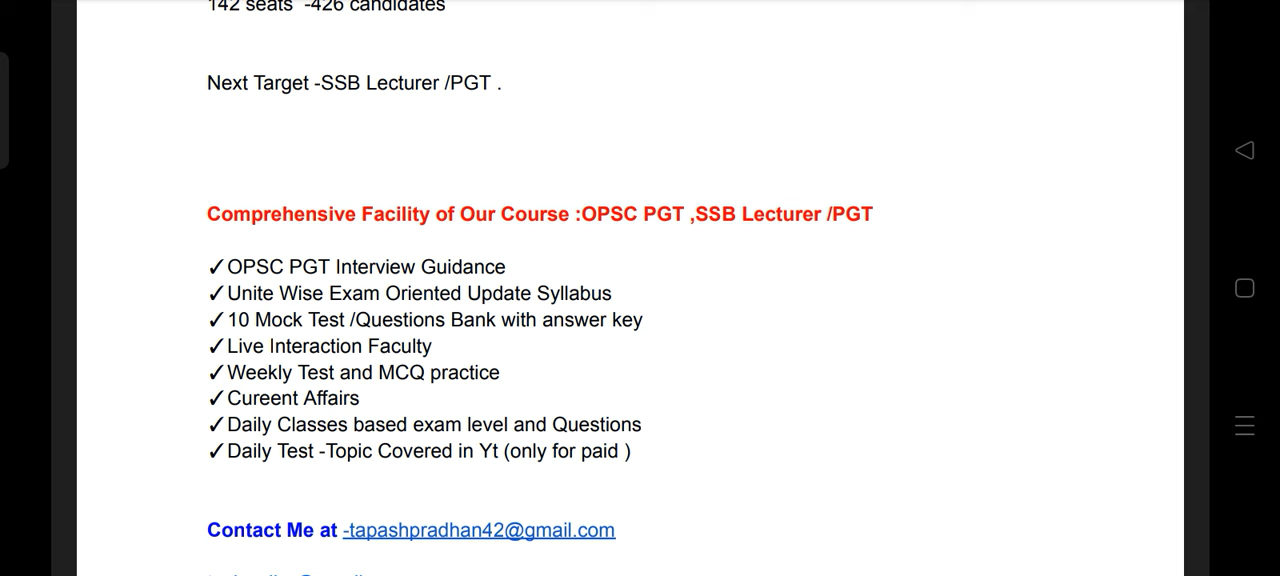 142 seats -426 candidates
Next Target -SSB Lecturer /PGT .
Comprehensive Facility of Our Course :OPSC PGT ,SSB Lecturer /PGT
✓OPSC PGT Interview Guidance
✓Unite Wise Exam Oriented Update Syllabus
✓10 Mock Test /Questions Bank with answer key
✓Live Interaction Faculty
✓Weekly Test and MCQ practice
✓Cureent Affairs
✓Daily Classes based exam level and Questions
✓Daily Test -Topic Covered in Yt (only for paid )
Contact Me at -tapashpradhan42@gmail.com